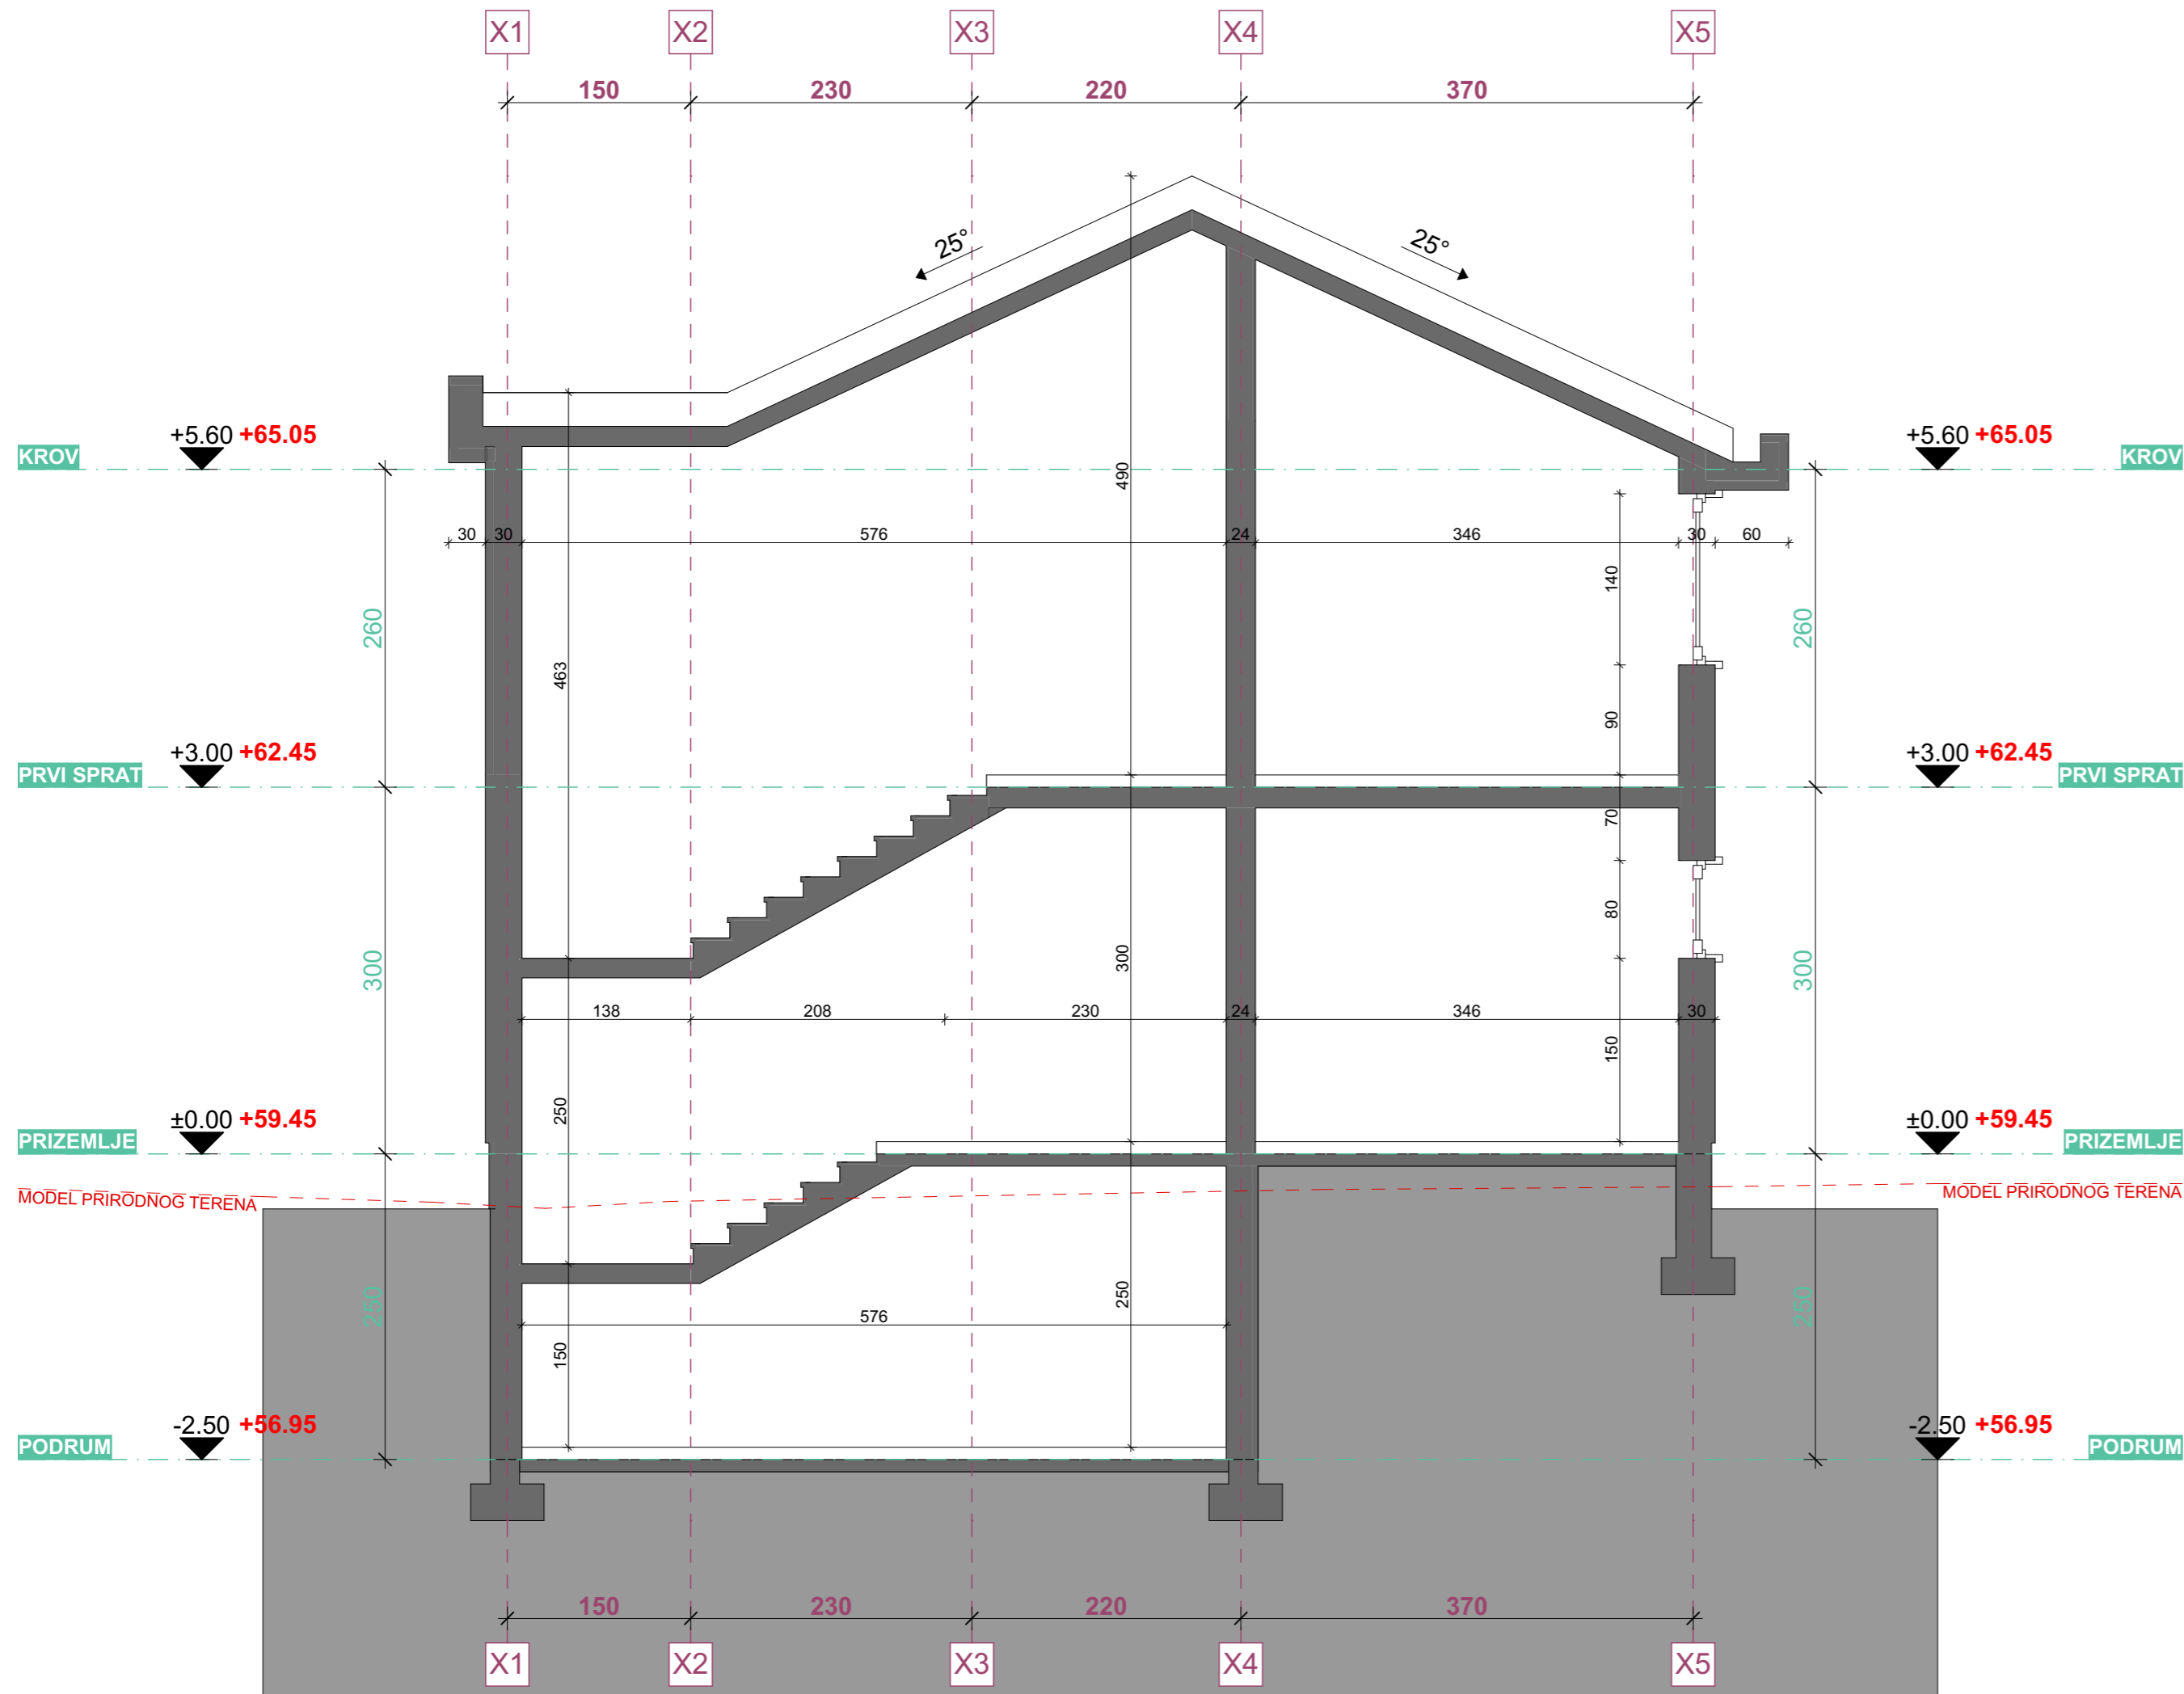 X1 X2 X3 X4 X5
150 230 220 370
25° 25°
490
+5.60 +65.05 +5.60 +65.05
KROV KROV
30 30 576 24 346 30 60
140
260 260
463
90
+3.00 +62.45 +3.00 +62.45
PRVI SPRAT PRVI SPRAT
70
80
300 300 300
138 208 230 24 346 30
150
250
±0.00 +59.45 ±0.00 +59.45
PRIZEMLJE PRIZEMLJE
MODEL PRIRODNOG TERENA MODEL PRIRODNOG TERENA
250 250 250
576
150
-2.50 +56.95 -2.50 +56.95
PODRUM PODRUM
150 230 220 370
X1 X2 X3 X4 X5